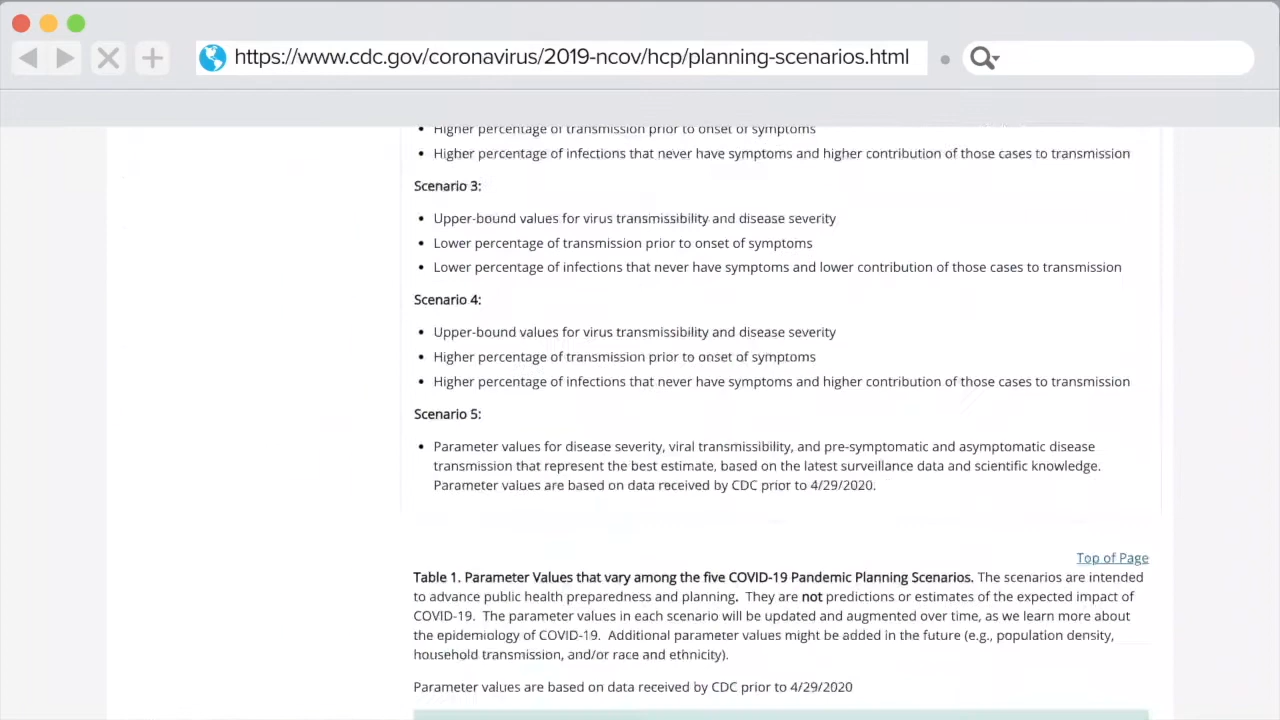 https://www.cdc.gov/coronavirus/2019-ncov/hcp/planning-scenarios.html
Higher percentage of transmission prior to onset of symptoms
Higher percentage of infections that never have symptoms and higher contribution of those cases to transmission
Scenario 3:
Upper-bound values for virus transmissibility and disease severity
Lower percentage of transmission prior to onset of symptoms
Lower percentage of infections that never have symptoms and lower contribution of those cases to transmission
Scenario 4:
Upper-bound values for virus transmissibility and disease severity
Higher percentage of transmission prior to onset of symptoms
Higher percentage of infections that never have symptoms and higher contribution of those cases to transmission
Scenario 5:
Parameter values for disease severity, viral transmissibility, and pre-symptomatic and asymptomatic disease
transmission that represent the best estimate, based on the latest surveillance data and scientific knowledge.
Parameter values are based on data received by CDC prior to 4/29/2020.
Top of Page
Table 1. Parameter Values that vary among the five COVID-19 Pandemic Planning Scenarios. The scenarios are intended
to advance public health preparedness and planning. They are not predictions or estimates of the expected impact of
COVID-19. The parameter values in each scenario will be updated and augmented over time, as we learn more about
the epidemiology of COVID-19. Additional parameter values might be added in the future (e.g., population density,
household transmission, and/or race and ethnicity).
Parameter values are based on data received by CDC prior to 4/29/2020